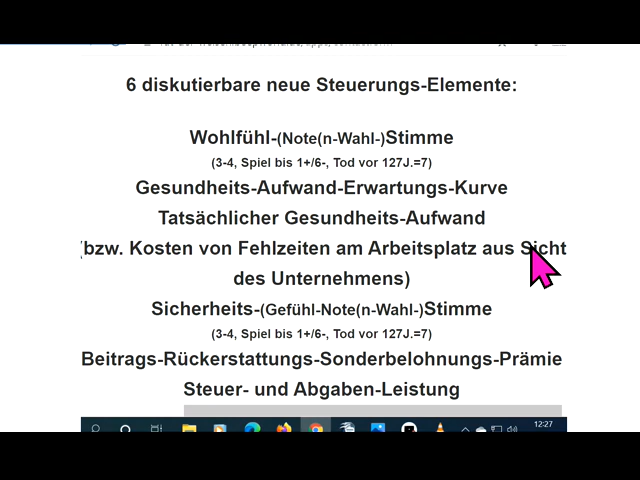 6 diskutierbare neue Steuerungs-Elemente:
Wohlfühl-(Note(n-Wahl-)Stimme
(3-4, Spiel bis 1+/6-, Tod vor 127J.=7)
Gesundheits-Aufwand-Erwartungs-Kurve
Tatsächlicher Gesundheits-Aufwand
(bzw. Kosten von Fehlzeiten am Arbeitsplatz aus Sicht
des Unternehmens)
Sicherheits-(Gefühl-Note(n-Wahl-)Stimme
(3-4, Spiel bis 1+/6-, Tod vor 127J.=7)
Beitrags-Rückerstattungs-Sonderbelohnungs-Prämie
Steuer- und Abgaben-Leistung
12:27